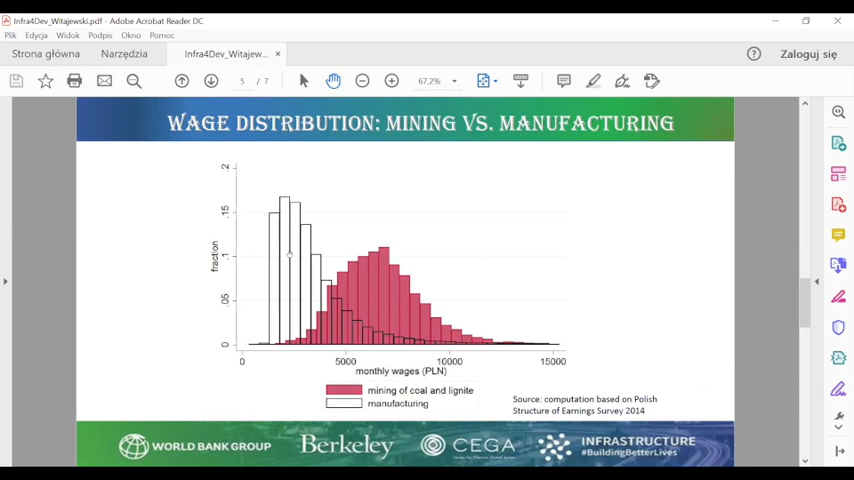 Infra4Dev_Witajewski.pdf - Adobe Acrobat Reader DC
Plik Edycja Widok Podpis Okno Pomoc
Strona główna Narzędzia Infra4Dev_Witajew... × Zaloguj się
5 / 7 67,2%
WAGE DISTRIBUTION: MINING VS. MANUFACTURING
.2
.15
.1
.05
0
fraction
0 5000 10000 15000
monthly wages (PLN)
mining of coal and lignite
manufacturing
Source: computation based on Polish
Structure of Earnings Survey 2014
WORLD BANK GROUP Berkeley CEGA INFRASTRUCTURE
#BuildingBetterLives